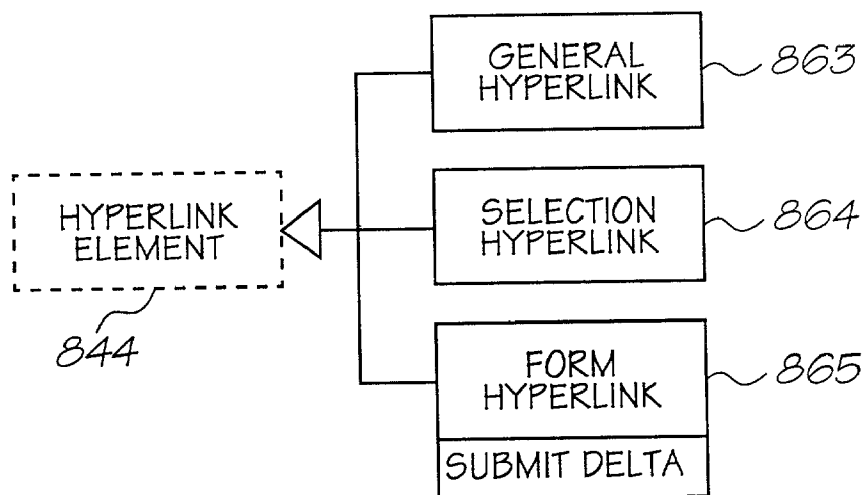 GENERAL
HYPERLINK
863
HYPERLINK
ELEMENT
844
SELECTION
HYPERLINK
864
FORM
HYPERLINK
865
SUBMIT DELTA